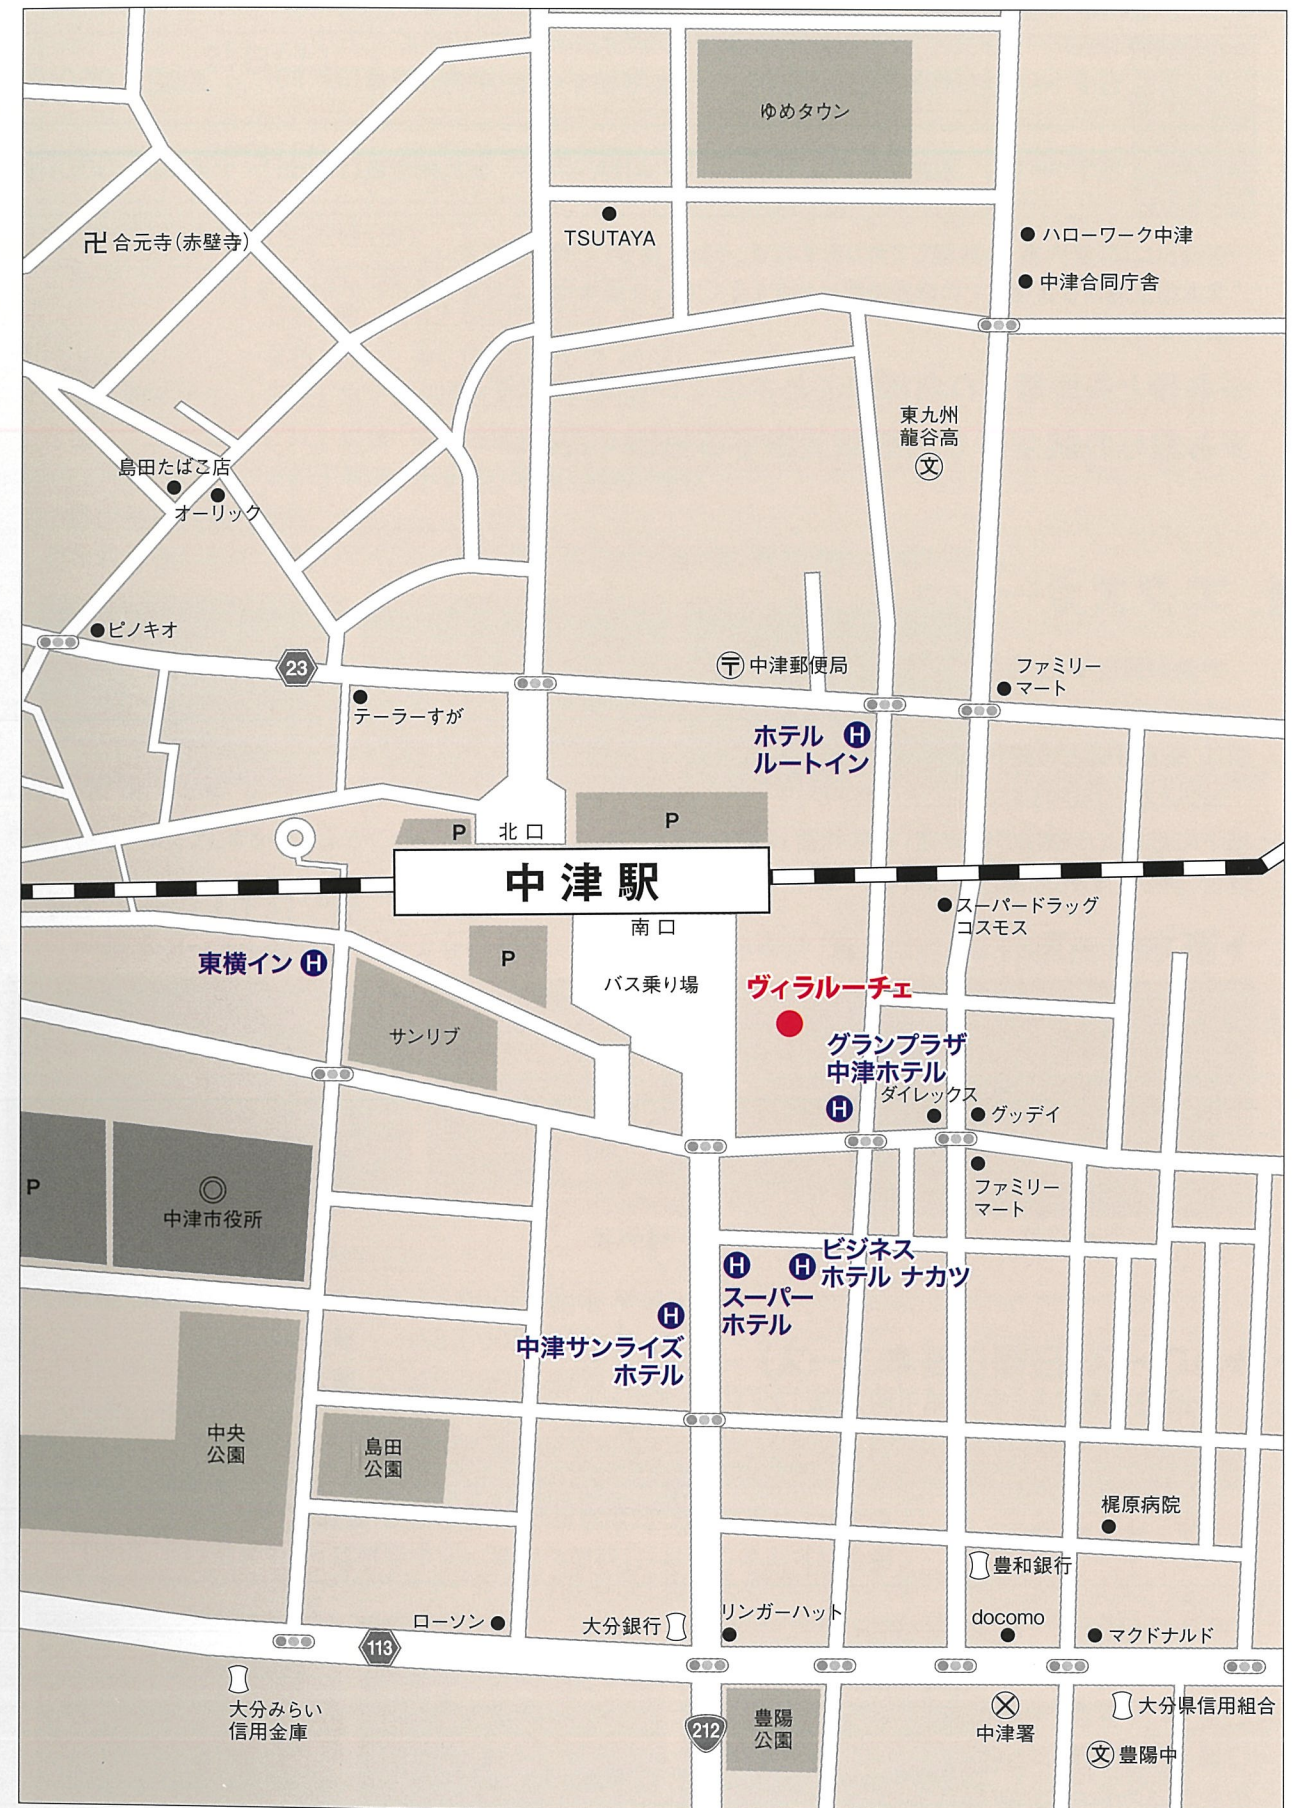 ゆめタウン
TSUTAYA
卍 合元寺(赤壁寺)
ハローワーク中津
中津合同庁舎
東九州
龍谷高
文
島田たばこ店
オーリック
ピノキオ
23
テーラーすが
〒 中津郵便局
ファミリー
マート
ホテル H
ルートイン
P
北口
P
中津駅
南口
スーパードラッグ
コスモス
東横イン H
P
バス乗り場
ヴィラルーチェ
サンリブ
グランプラザ
中津ホテル
H
ダイレックス
グッデイ
P
中津市役所
ファミリー
マート
H
スーパー
ホテル
H
ビジネス
ホテル ナカツ
H
中津サンライズ
ホテル
中央
公園
島田
公園
梶原病院
豊和銀行
ローソン
大分銀行
リンガーハット
docomo
マクドナルド
113
大分みらい
信用金庫
212
豊陽
公園
中津署
大分県信用組合
文 豊陽中